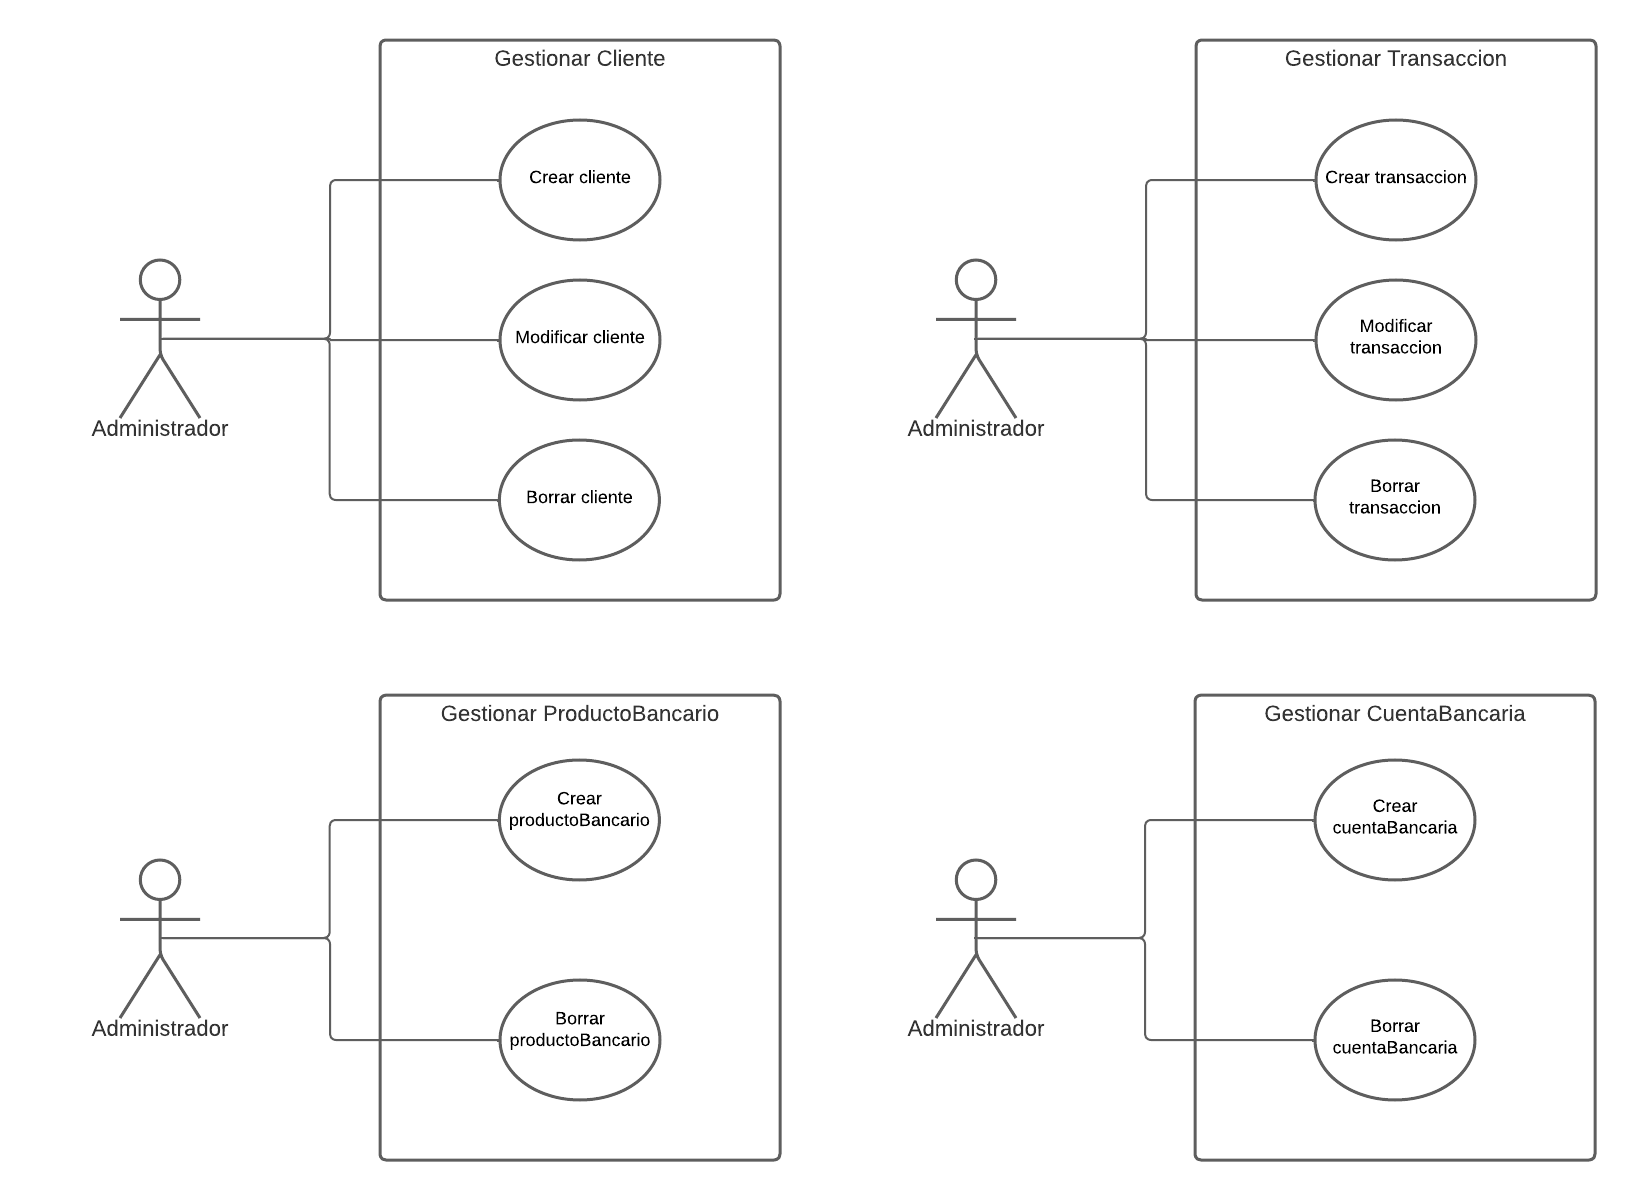 Gestionar Cliente
Crear cliente
Modificar cliente
Borrar cliente
Administrador
Gestionar Transaccion
Crear transaccion
Modificar
transaccion
Borrar
transaccion
Administrador
Gestionar ProductoBancario
Crear
productoBancario
Borrar
productoBancario
Administrador
Gestionar CuentaBancaria
Crear
cuentaBancaria
Borrar
cuentaBancaria
Administrador